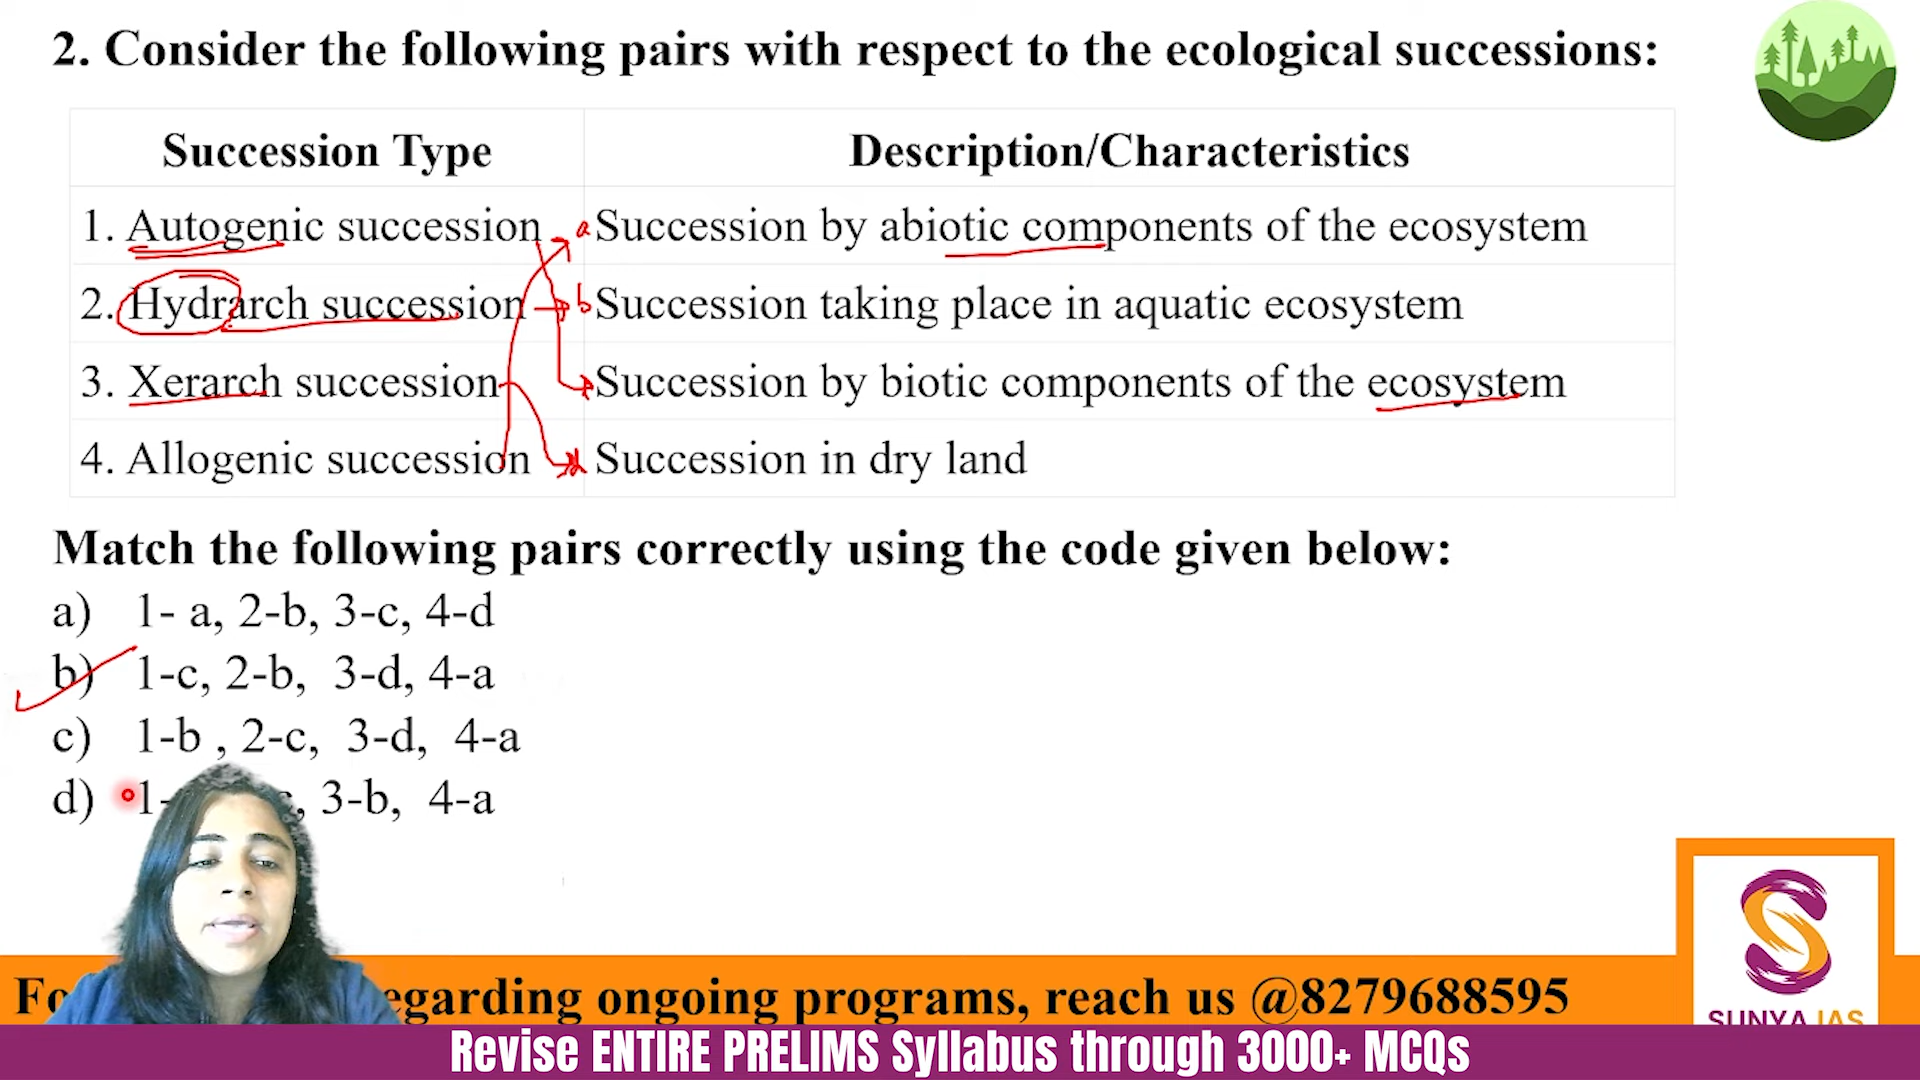 2. Consider the following pairs with respect to the ecological successions:
Succession Type Description/Characteristics
1. Autogenic succession a Succession by abiotic components of the ecosystem
2. Hydrarch succession b Succession taking place in aquatic ecosystem
3. Xerarch succession Succession by biotic components of the ecosystem
4. Allogenic succession Succession in dry land
Match the following pairs correctly using the code given below:
a) 1- a, 2-b, 3-c, 4-d
b) 1-c, 2-b, 3-d, 4-a
c) 1-b , 2-c, 3-d, 4-a
d) 1- , 3-b, 4-a
ongoing programs, reach us @8279688595
SUNYA IAS
Revise ENTIRE PRELIMS Syllabus through 3000+ MCQs